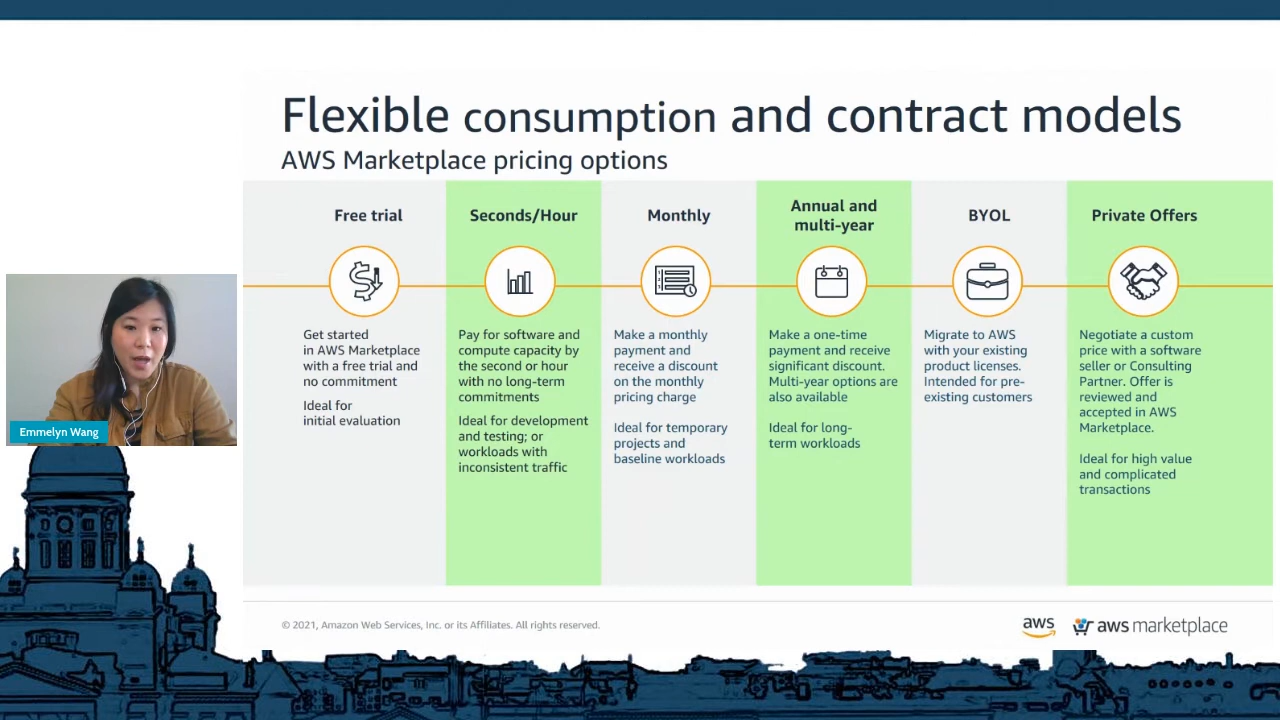 Flexible consumption and contract models
AWS Marketplace pricing options
Free trial
Get started
in AWS Marketplace
with a free trial and
no commitment
Ideal for
initial evaluation
Seconds/Hour
Pay for software and
compute capacity by
the second or hour
with no long-term
commitments
Ideal for development
and testing; or
workloads with
inconsistent traffic
Monthly
Make a monthly
payment and
receive a discount
on the monthly
pricing charge
Ideal for temporary
projects and
baseline workloads
Annual and
multi-year
Make a one-time
payment and receive
significant discount.
Multi-year options are
also available
Ideal for long-
term workloads
BYOL
Migrate to AWS
with your existing
product licenses.
Intended for pre-
existing customers
Private Offers
Negotiate a custom
price with a software
seller or Consulting
Partner. Offer is
reviewed and
accepted in AWS
Marketplace.
Ideal for high value
and complicated
transactions
Emmelyn Wang
© 2021, Amazon Web Services, Inc. or its Affiliates. All rights reserved.
aws
aws marketplace